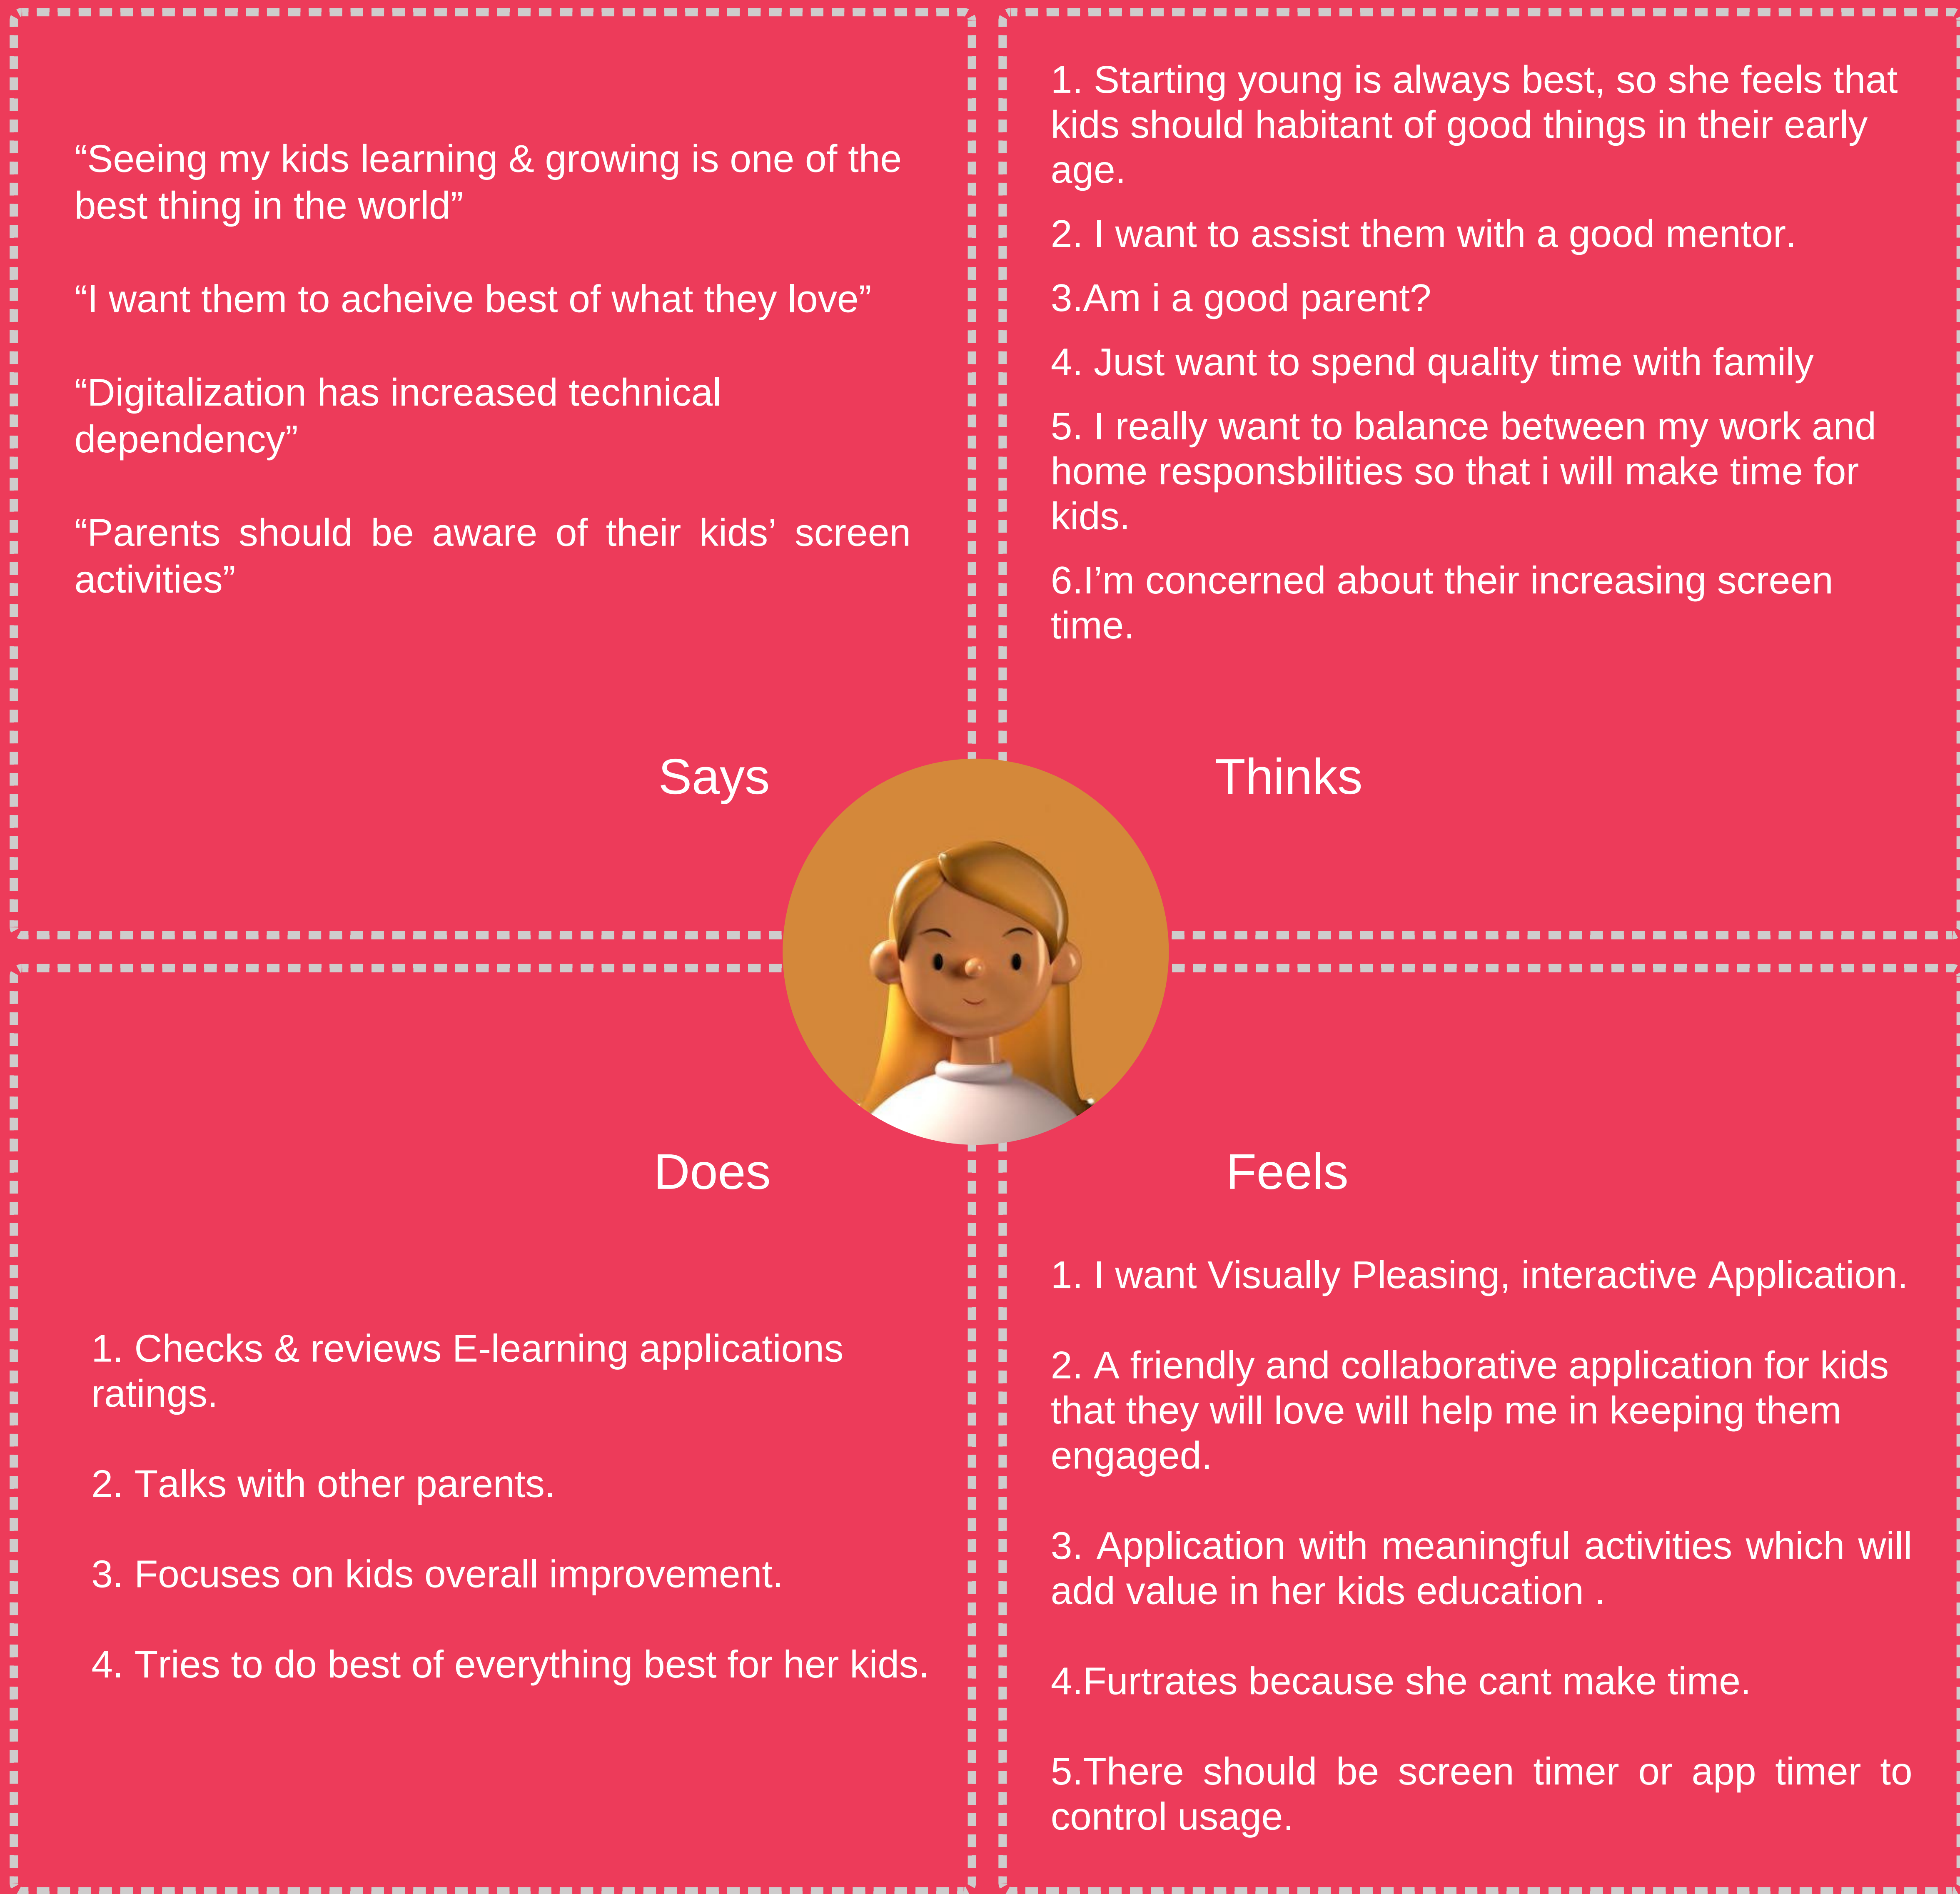 “Seeing my kids learning & growing is one of the
best thing in the world”
“I want them to acheive best of what they love”
“Digitalization has increased technical
dependency”
“Parents should be aware of their kids’ screen
activities”
Says
1. Starting young is always best, so she feels that
kids should habitant of good things in their early
age.
2. I want to assist them with a good mentor.
3.Am i a good parent?
4. Just want to spend quality time with family
5. I really want to balance between my work and
home responsbilities so that i will make time for
kids.
6.I’m concerned about their increasing screen
time.
Thinks
Does
1. Checks & reviews E-learning applications
ratings.
2. Talks with other parents.
3. Focuses on kids overall improvement.
4. Tries to do best of everything best for her kids.
Feels
1. I want Visually Pleasing, interactive Application.
2. A friendly and collaborative application for kids
that they will love will help me in keeping them
engaged.
3. Application with meaningful activities which will
add value in her kids education .
4.Furtrates because she cant make time.
5.There should be screen timer or app timer to
control usage.